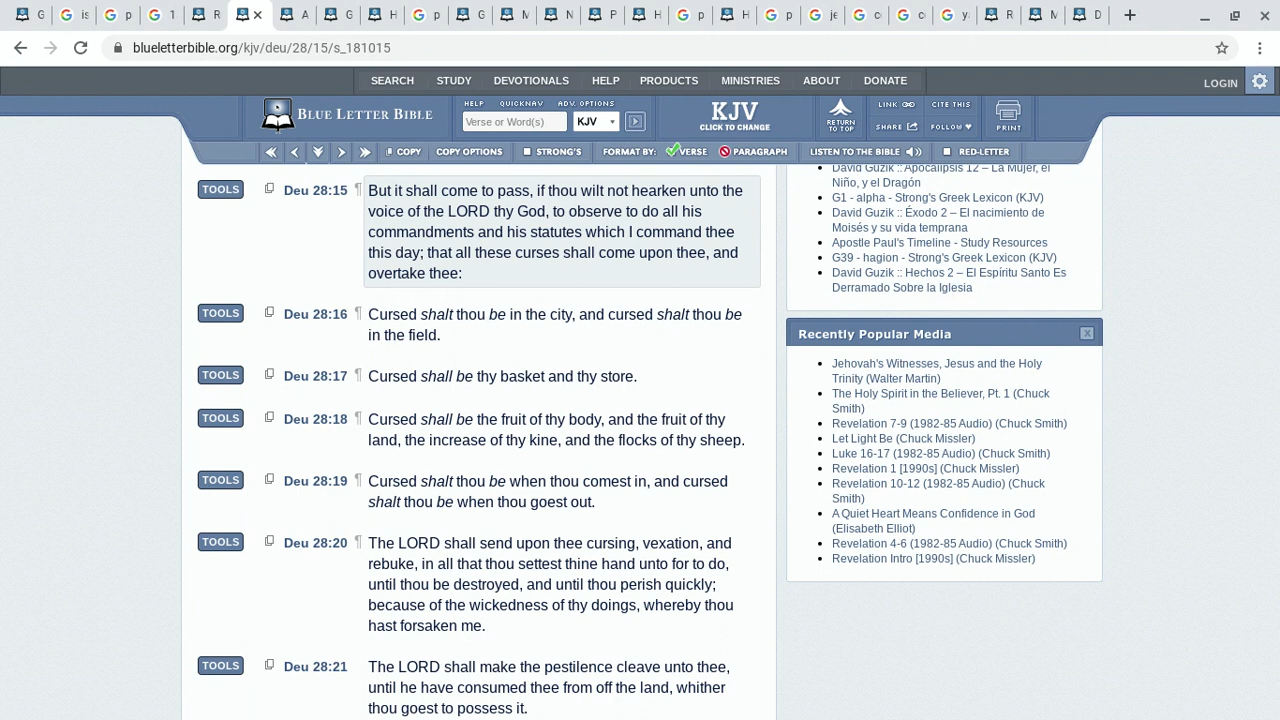 G is p 1 R A G H p G M N P H p H p je c c y R M D
blueletterbible.org/kjv/deu/28/15/s_181015
SEARCH STUDY DEVOTIONALS HELP PRODUCTS MINISTRIES ABOUT DONATE LOGIN
HELP QUICKNAV ADV. OPTIONS
BLUE LETTER BIBLE
Verse or Word(s) KJV
KJV
CLICK TO CHANGE
RETURN TO TOP
LINK CITE THIS
SHARE FOLLOW
PRINT
COPY COPY OPTIONS STRONG'S FORMAT BY: VERSE PARAGRAPH LISTEN TO THE BIBLE RED-LETTER
TOOLS Deu 28:15 ¶ But it shall come to pass, if thou wilt not hearken unto the
voice of the LORD thy God, to observe to do all his
commandments and his statutes which I command thee
this day; that all these curses shall come upon thee, and
overtake thee:
TOOLS Deu 28:16 ¶ Cursed shalt thou be in the city, and cursed shalt thou be
in the field.
TOOLS Deu 28:17 ¶ Cursed shall be thy basket and thy store.
TOOLS Deu 28:18 ¶ Cursed shall be the fruit of thy body, and the fruit of thy
land, the increase of thy kine, and the flocks of thy sheep.
TOOLS Deu 28:19 ¶ Cursed shalt thou be when thou comest in, and cursed
shalt thou be when thou goest out.
TOOLS Deu 28:20 ¶ The LORD shall send upon thee cursing, vexation, and
rebuke, in all that thou settest thine hand unto for to do,
until thou be destroyed, and until thou perish quickly;
because of the wickedness of thy doings, whereby thou
hast forsaken me.
TOOLS Deu 28:21 The LORD shall make the pestilence cleave unto thee,
until he have consumed thee from off the land, whither
thou goest to possess it.
David Guzik :: Apocalipsis 12 – La Mujer, el
Niño, y el Dragón
G1 - alpha - Strong's Greek Lexicon (KJV)
David Guzik :: Éxodo 2 – El nacimiento de
Moisés y su vida temprana
Apostle Paul's Timeline - Study Resources
G39 - hagion - Strong's Greek Lexicon (KJV)
David Guzik :: Hechos 2 – El Espíritu Santo Es
Derramado Sobre la Iglesia
Recently Popular Media X
Jehovah's Witnesses, Jesus and the Holy
Trinity (Walter Martin)
The Holy Spirit in the Believer, Pt. 1 (Chuck
Smith)
Revelation 7-9 (1982-85 Audio) (Chuck Smith)
Let Light Be (Chuck Missler)
Luke 16-17 (1982-85 Audio) (Chuck Smith)
Revelation 1 [1990s] (Chuck Missler)
Revelation 10-12 (1982-85 Audio) (Chuck
Smith)
A Quiet Heart Means Confidence in God
(Elisabeth Elliot)
Revelation 4-6 (1982-85 Audio) (Chuck Smith)
Revelation Intro [1990s] (Chuck Missler)